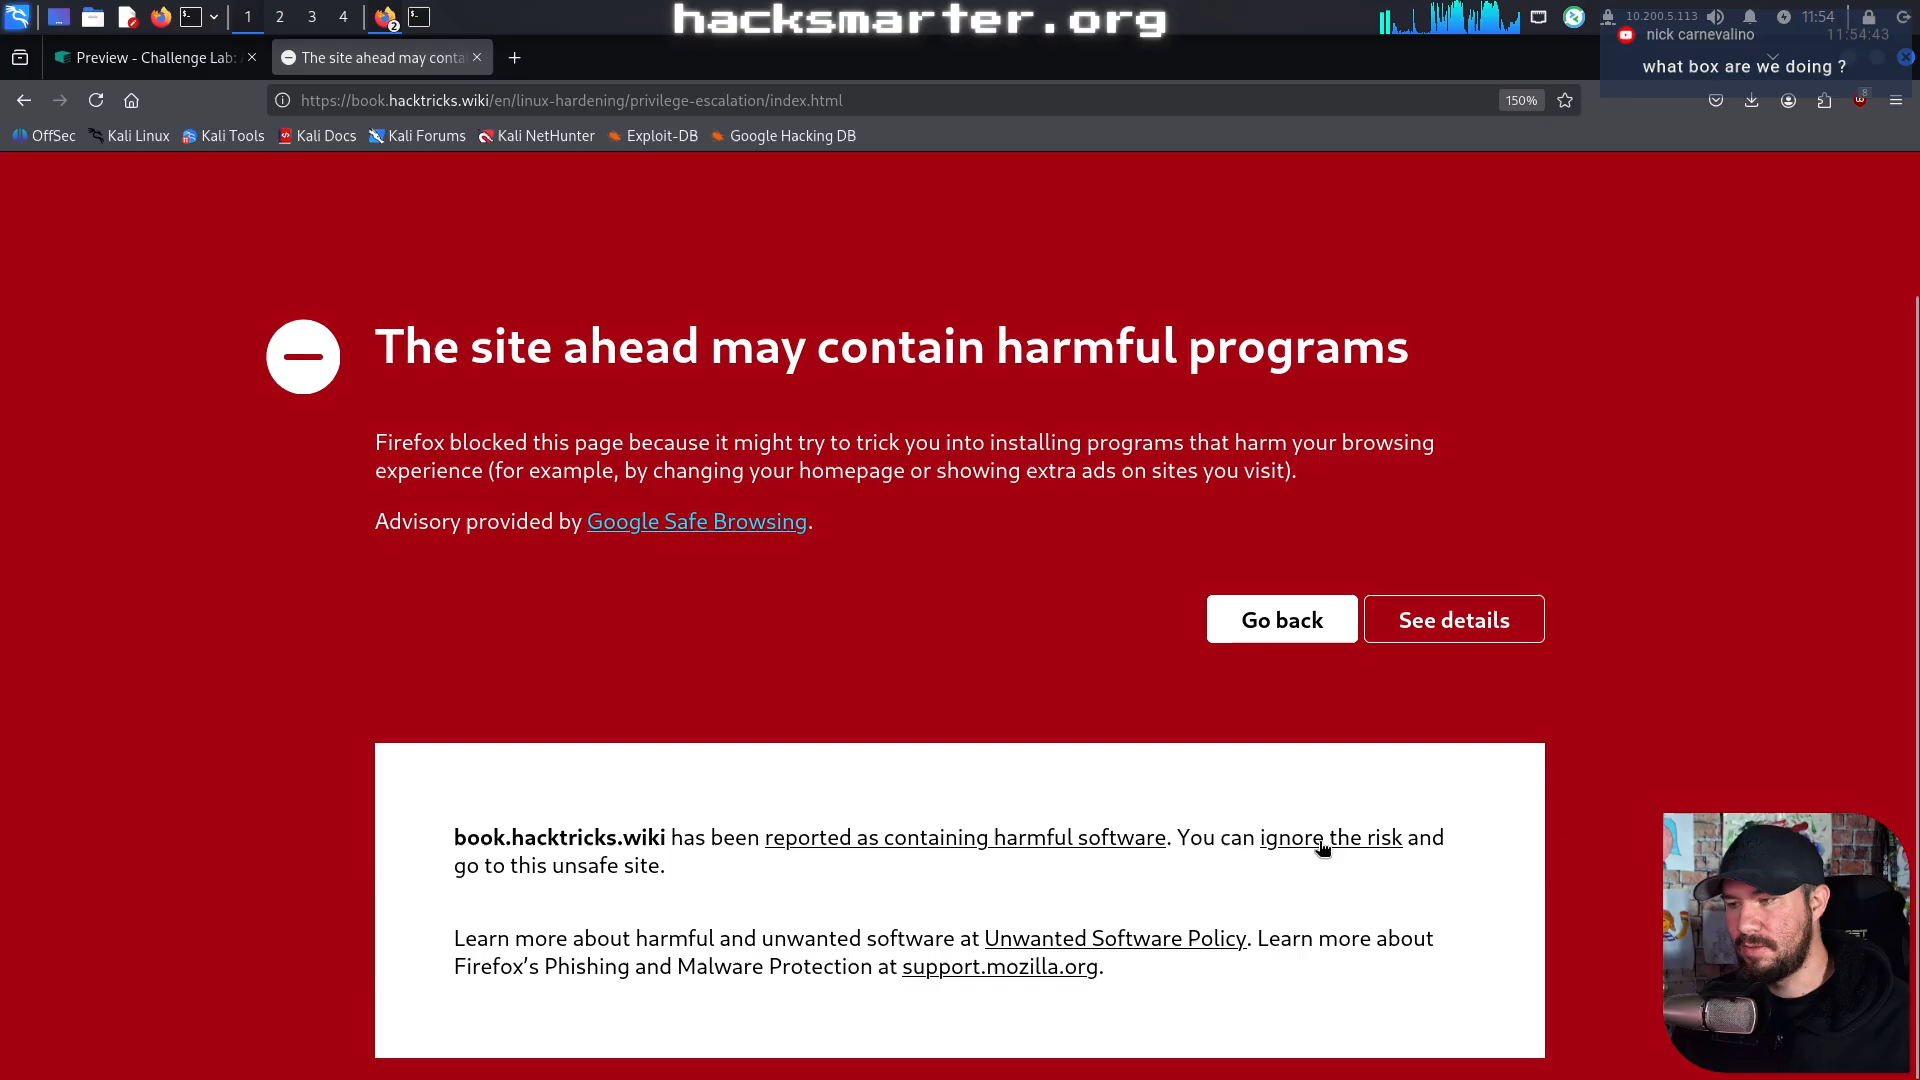 hacksmarter.org
1 2 3 4
2
10.200.5.113
11:54
nick carnevalino
11:54:43
what box are we doing ?
Preview - Challenge Lab:
The site ahead may conta
https://book.hacktricks.wiki/en/linux-hardening/privilege-escalation/index.html
150%
8
OffSec Kali Linux Kali Tools Kali Docs Kali Forums Kali NetHunter Exploit-DB Google Hacking DB
The site ahead may contain harmful programs
Firefox blocked this page because it might try to trick you into installing programs that harm your browsing
experience (for example, by changing your homepage or showing extra ads on sites you visit).
Advisory provided by Google Safe Browsing.
Go back
See details
book.hacktricks.wiki has been reported as containing harmful software. You can ignore the risk and
go to this unsafe site.
Learn more about harmful and unwanted software at Unwanted Software Policy. Learn more about
Firefox’s Phishing and Malware Protection at support.mozilla.org.